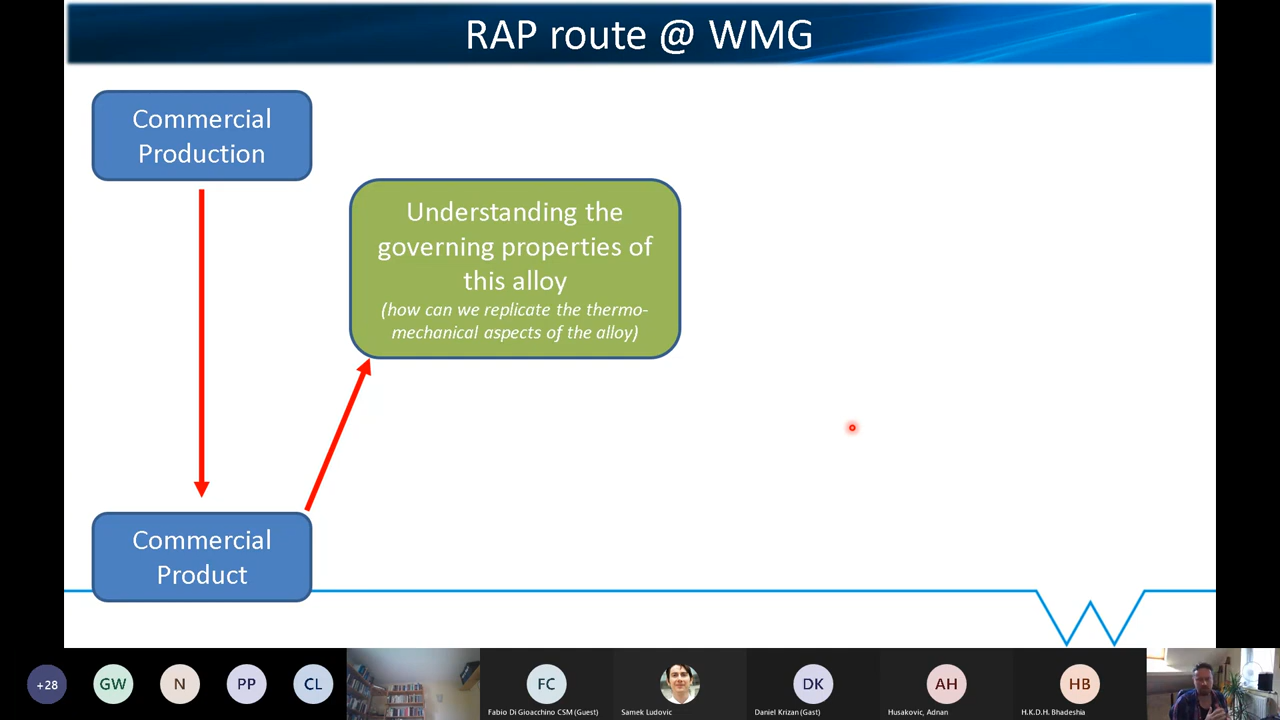 RAP route @ WMG
Commercial
Production
Understanding the
governing properties of
this alloy
(how can we replicate the thermo-
mechanical aspects of the alloy)
Commercial
Product
+28
GW
N
PP
CL
FC
Fabio Di Gioacchino CSM (Guest)
Samek Ludovic
DK
Daniel Krizan (Gast)
AH
Husakovic, Adnan
HB
H.K.D.H. Bhadeshia